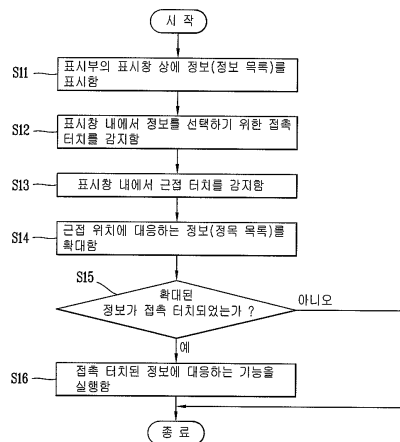 시 작
S11
표시부의 표시창 상에 정보(정보 목록)를
표시함
S12
표시창 내에서 정보를 선택하기 위한 접촉
터치를 감지함
S13
표시창 내에서 근접 터치를 감지함
S14
근접 위치에 대응하는 정보(정목 목록)를
확대함
S15
확대된
정보가 접촉 터치되었는가 ?
아니오
예
S16
접촉 터치된 정보에 대응하는 기능을
실행함
종 료